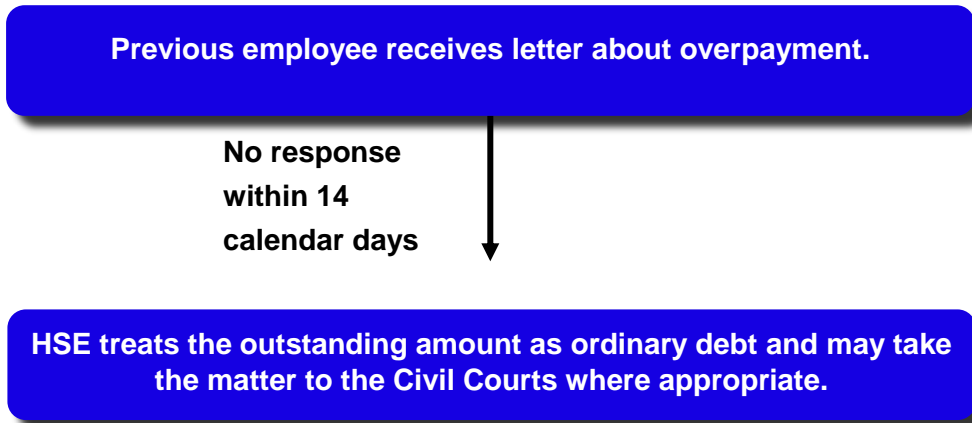 Previous employee receives letter about overpayment.
No response
within 14
calendar days
HSE treats the outstanding amount as ordinary debt and may take
the matter to the Civil Courts where appropriate.